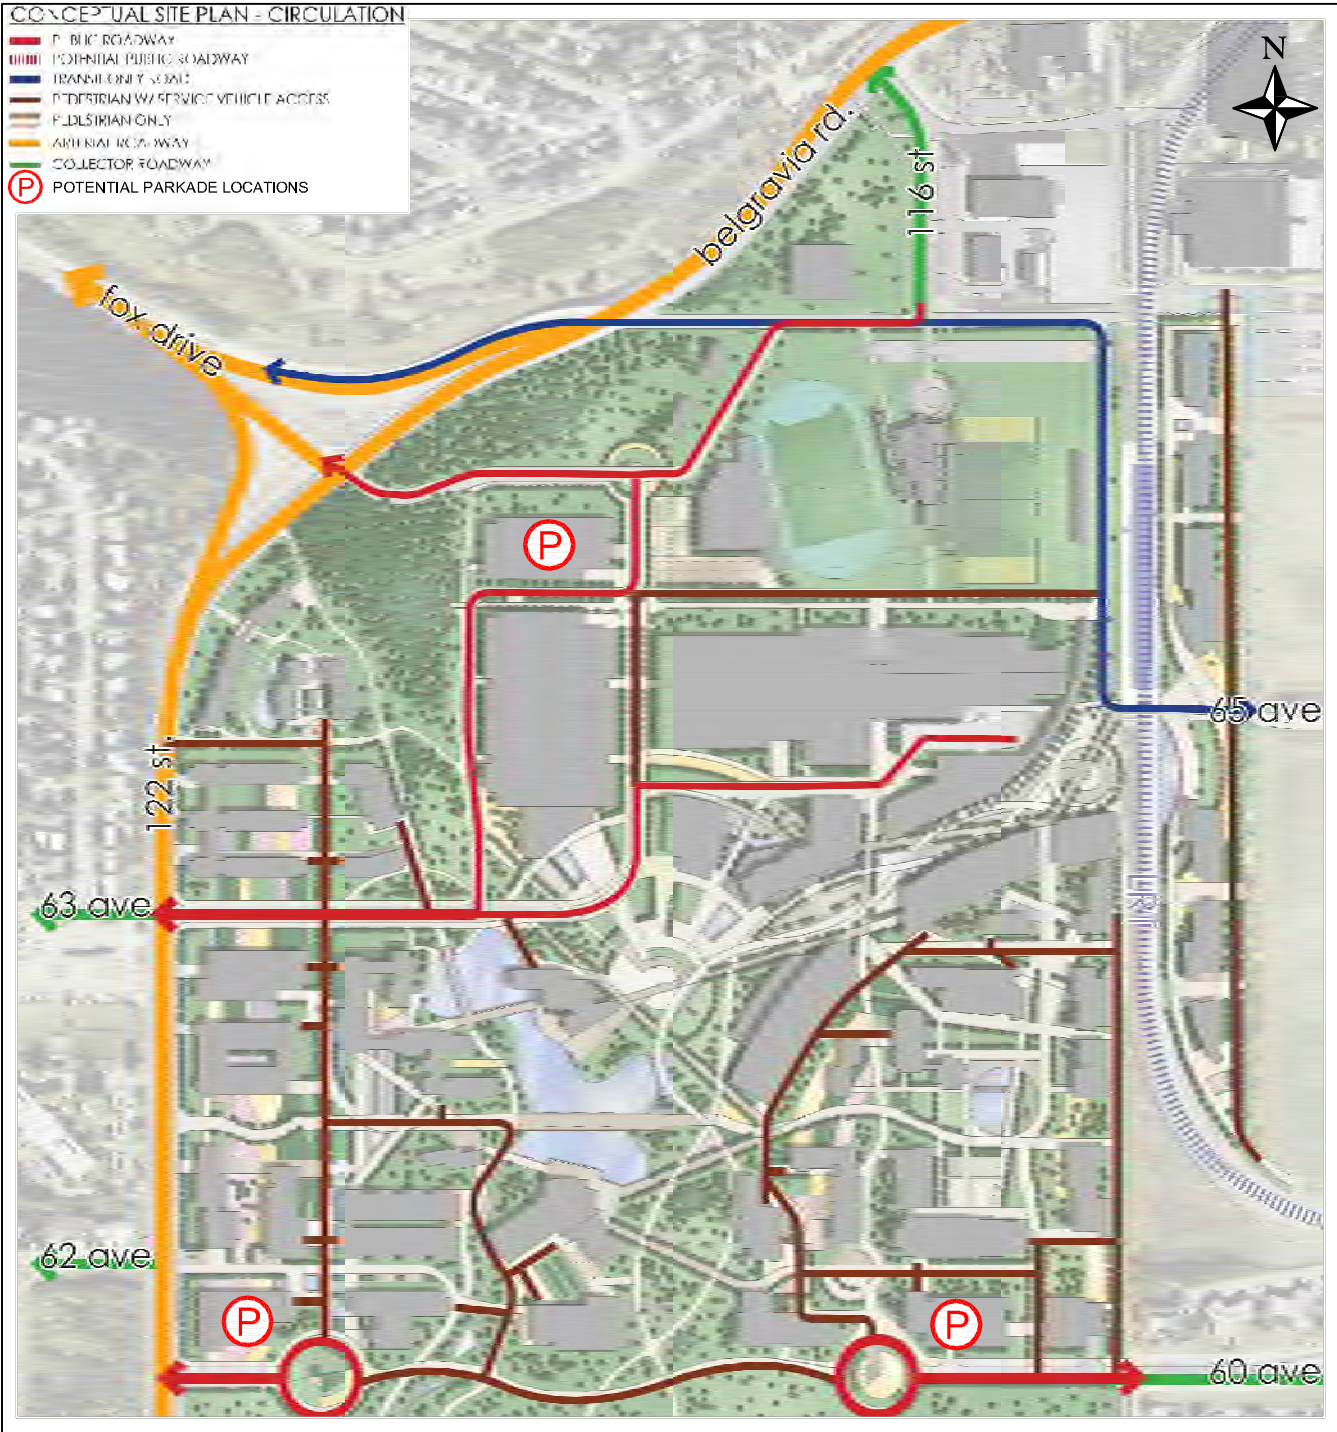 CONCEPTUAL SITE PLAN - CIRCULATION
PUBLIC ROADWAY
POTENTIAL PUBLIC ROADWAY
TRANSIT ONLY ROAD
PEDESTRIAN W/ SERVICE VEHICLE ACCESS
PEDESTRIAN ONLY
ARTERIAL ROADWAY
COLLECTOR ROADWAY
P POTENTIAL PARKADE LOCATIONS
N
belgravia rd.
116 st
fox drive
P
65 ave
122 st.
63 ave
LRT
62 ave
P
P
60 ave